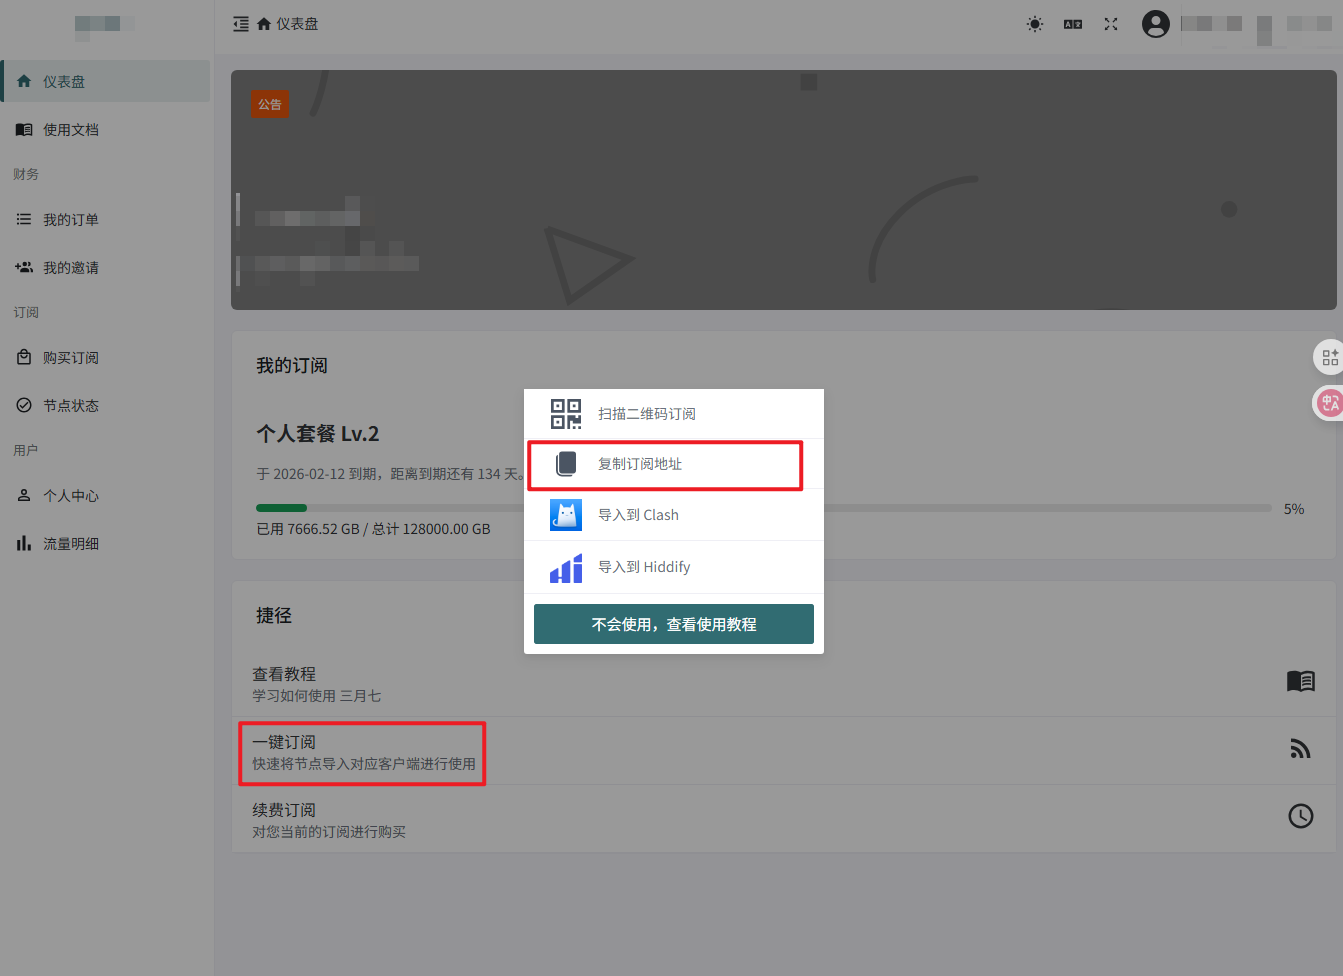 仪表盘
使用文档
财务
我的订单
我的邀请
订阅
购买订阅
节点状态
用户
个人中心
流量明细
仪表盘
公告
我的订阅
个人套餐 Lv.2
于 2026-02-12 到期，距离到期还有 134 天。
5%
已用 7666.52 GB / 总计 128000.00 GB
扫描二维码订阅
复制订阅地址
导入到 Clash
导入到 Hiddify
不会使用，查看使用教程
捷径
查看教程
学习如何使用 三月七
一键订阅
快速将节点导入对应客户端进行使用
续费订阅
对您当前的订阅进行购买